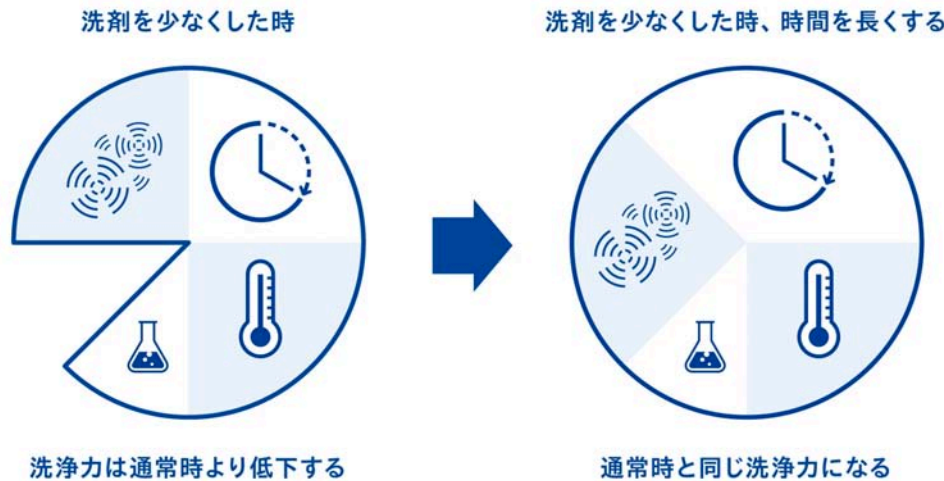 洗剤を少なくした時
洗剤を少なくした時、時間を長くする
洗浄力は通常時より低下する
通常時と同じ洗浄力になる